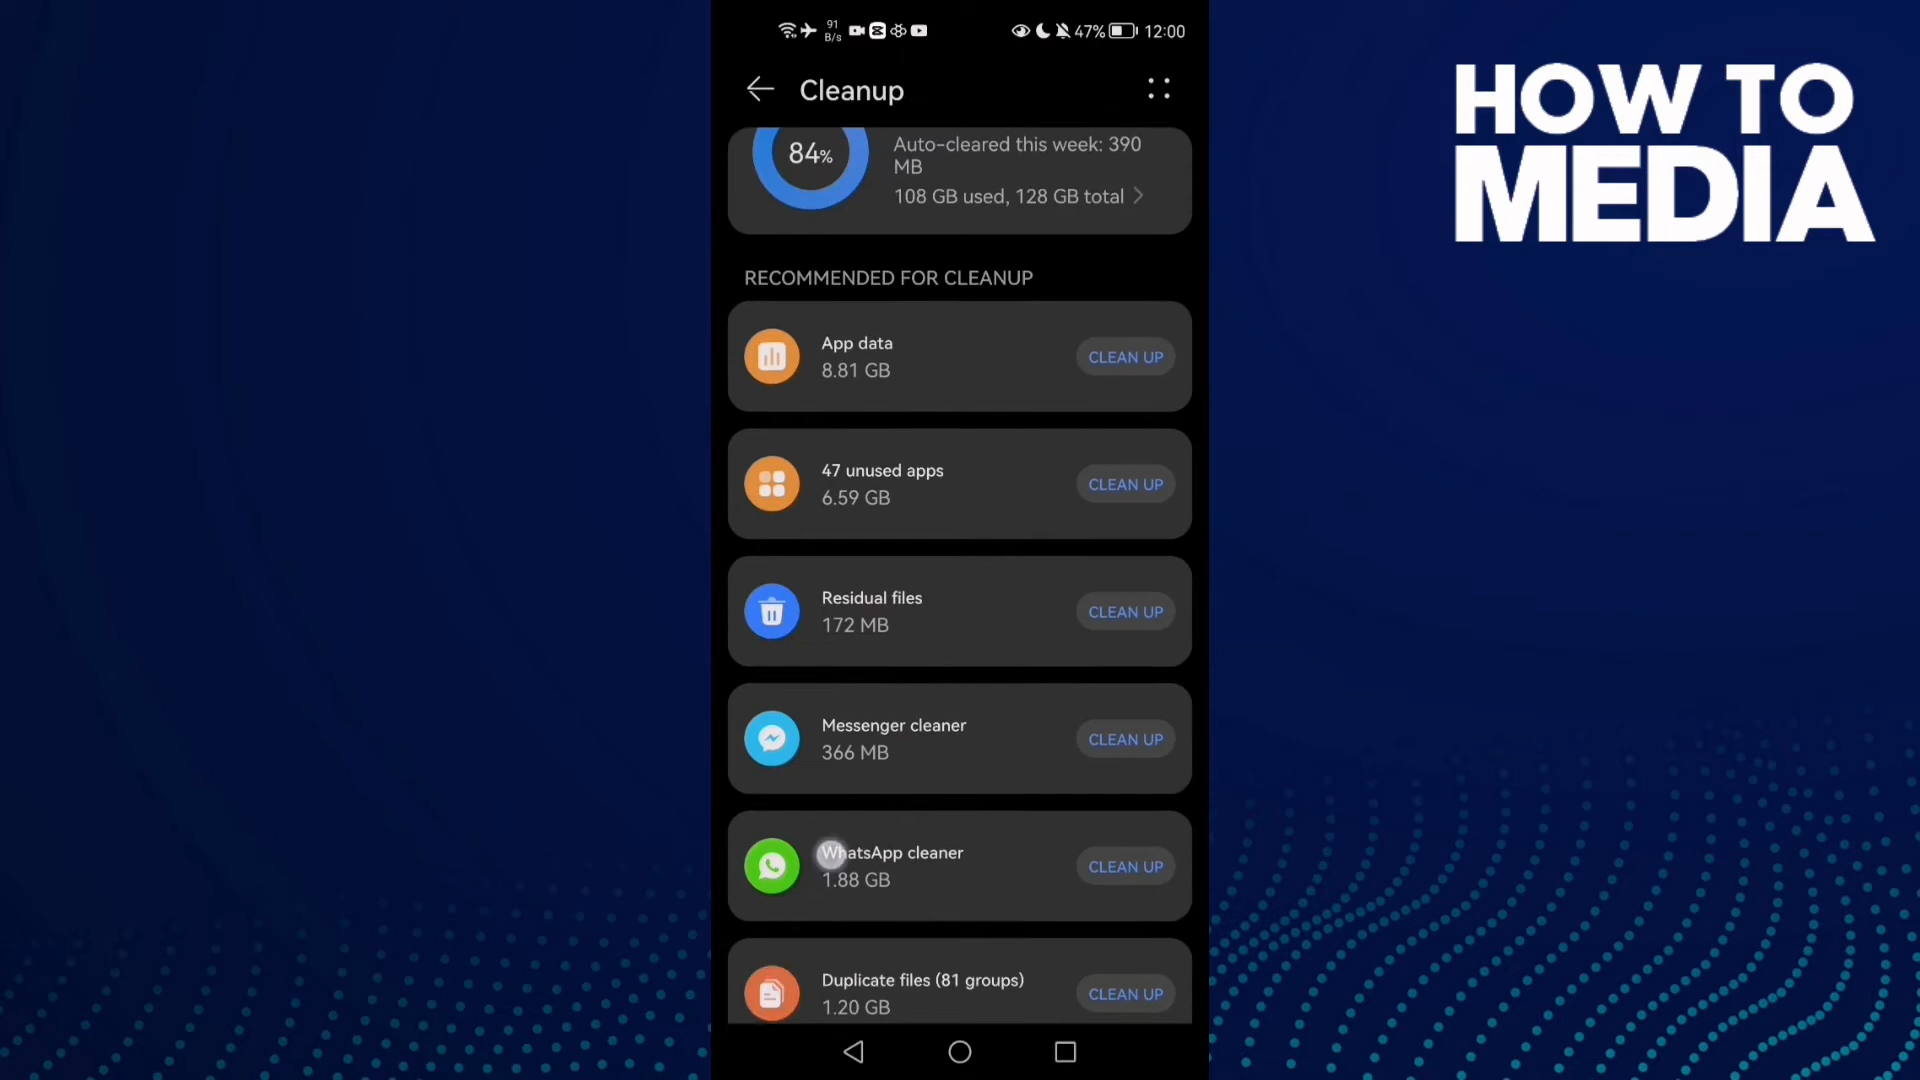 91
B/s
47%
12:00
HOW TO
MEDIA
Cleanup
84%
Auto-cleared this week: 390
MB
108 GB used, 128 GB total
RECOMMENDED FOR CLEANUP
App data
8.81 GB
CLEAN UP
47 unused apps
6.59 GB
CLEAN UP
Residual files
172 MB
CLEAN UP
Messenger cleaner
366 MB
CLEAN UP
WhatsApp cleaner
1.88 GB
CLEAN UP
Duplicate files (81 groups)
1.20 GB
CLEAN UP